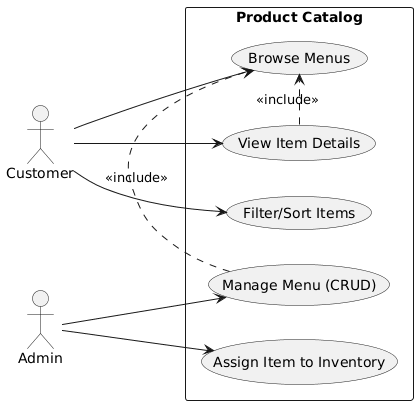 Product Catalog
Browse Menus
«include»
View Item Details
Customer
«include»
Filter/Sort Items
Manage Menu (CRUD)
Admin
Assign Item to Inventory